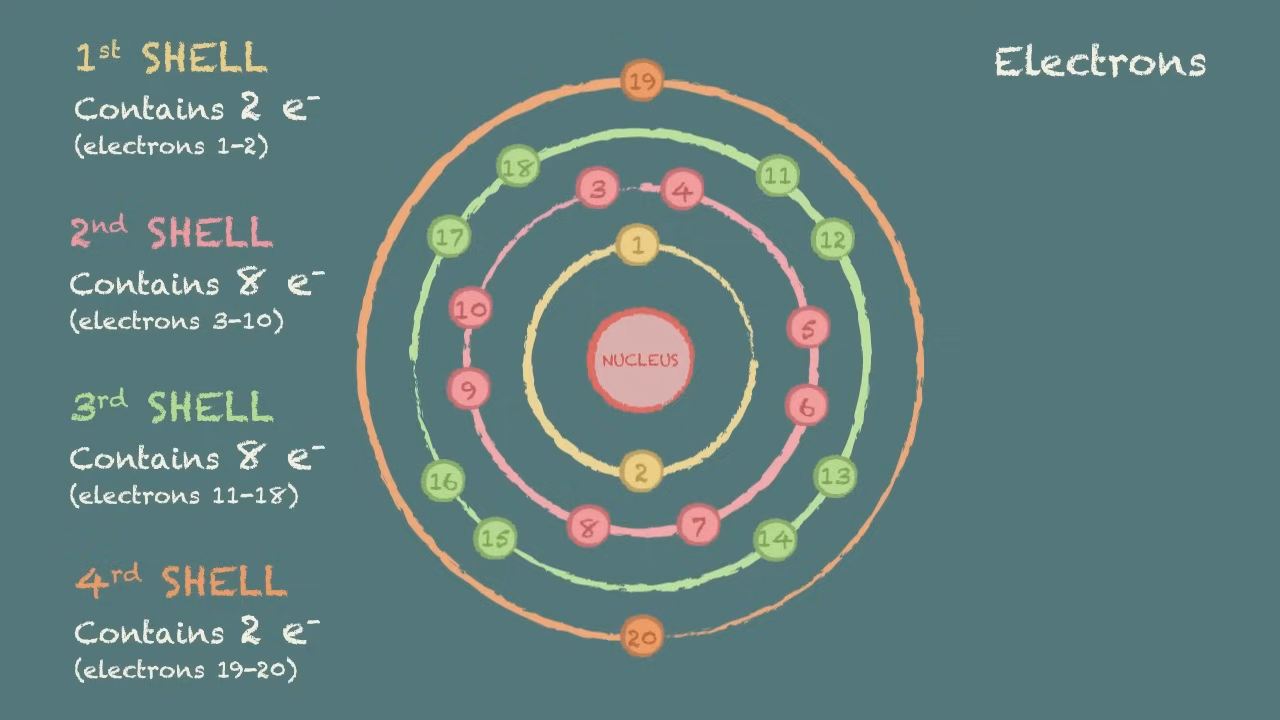 1st SHELL
Contains 2 e⁻
(electrons 1-2)
2nd SHELL
Contains 8 e⁻
(electrons 3-10)
3rd SHELL
Contains 8 e⁻
(electrons 11-18)
4rd SHELL
Contains 2 e⁻
(electrons 19-20)
19
18
11
3
4
17
12
1
10
5
NUCLEUS
9
6
2
16
13
8
7
15
14
20
Electrons